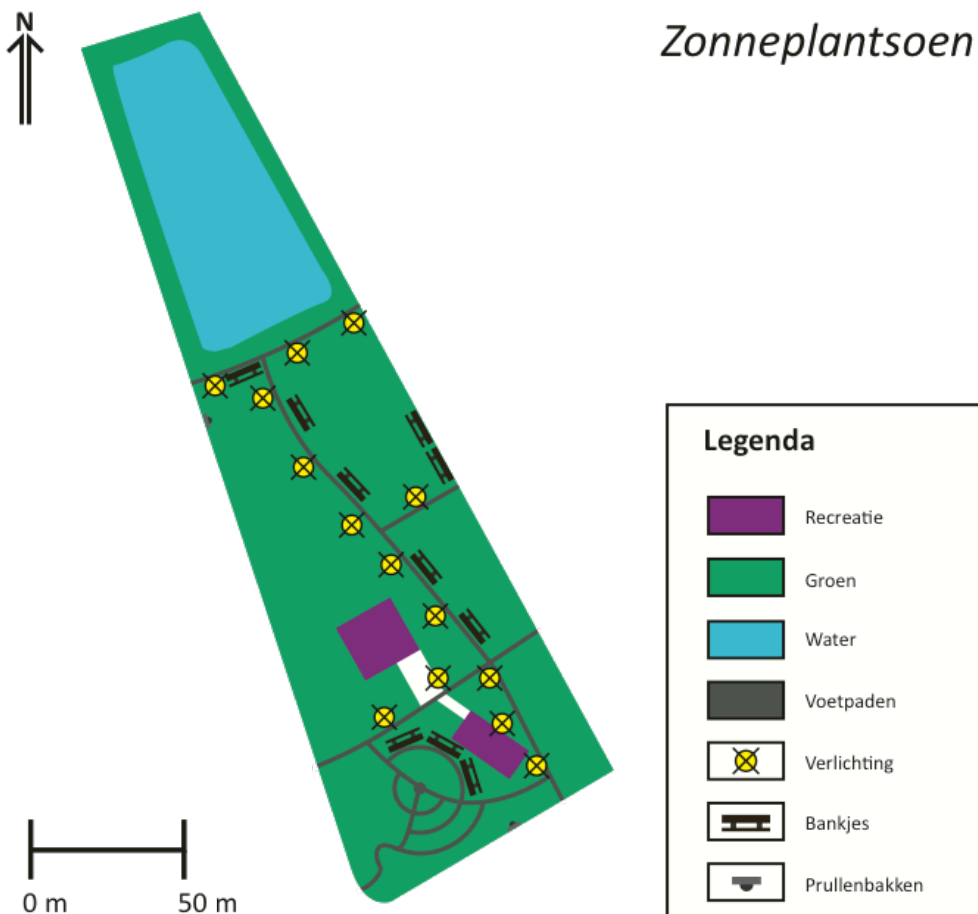 N
Zonneplantsoen
Legenda
Recreatie
Groen
Water
Voetpaden
Verlichting
Bankjes
Prullenbakken
0 m
50 m